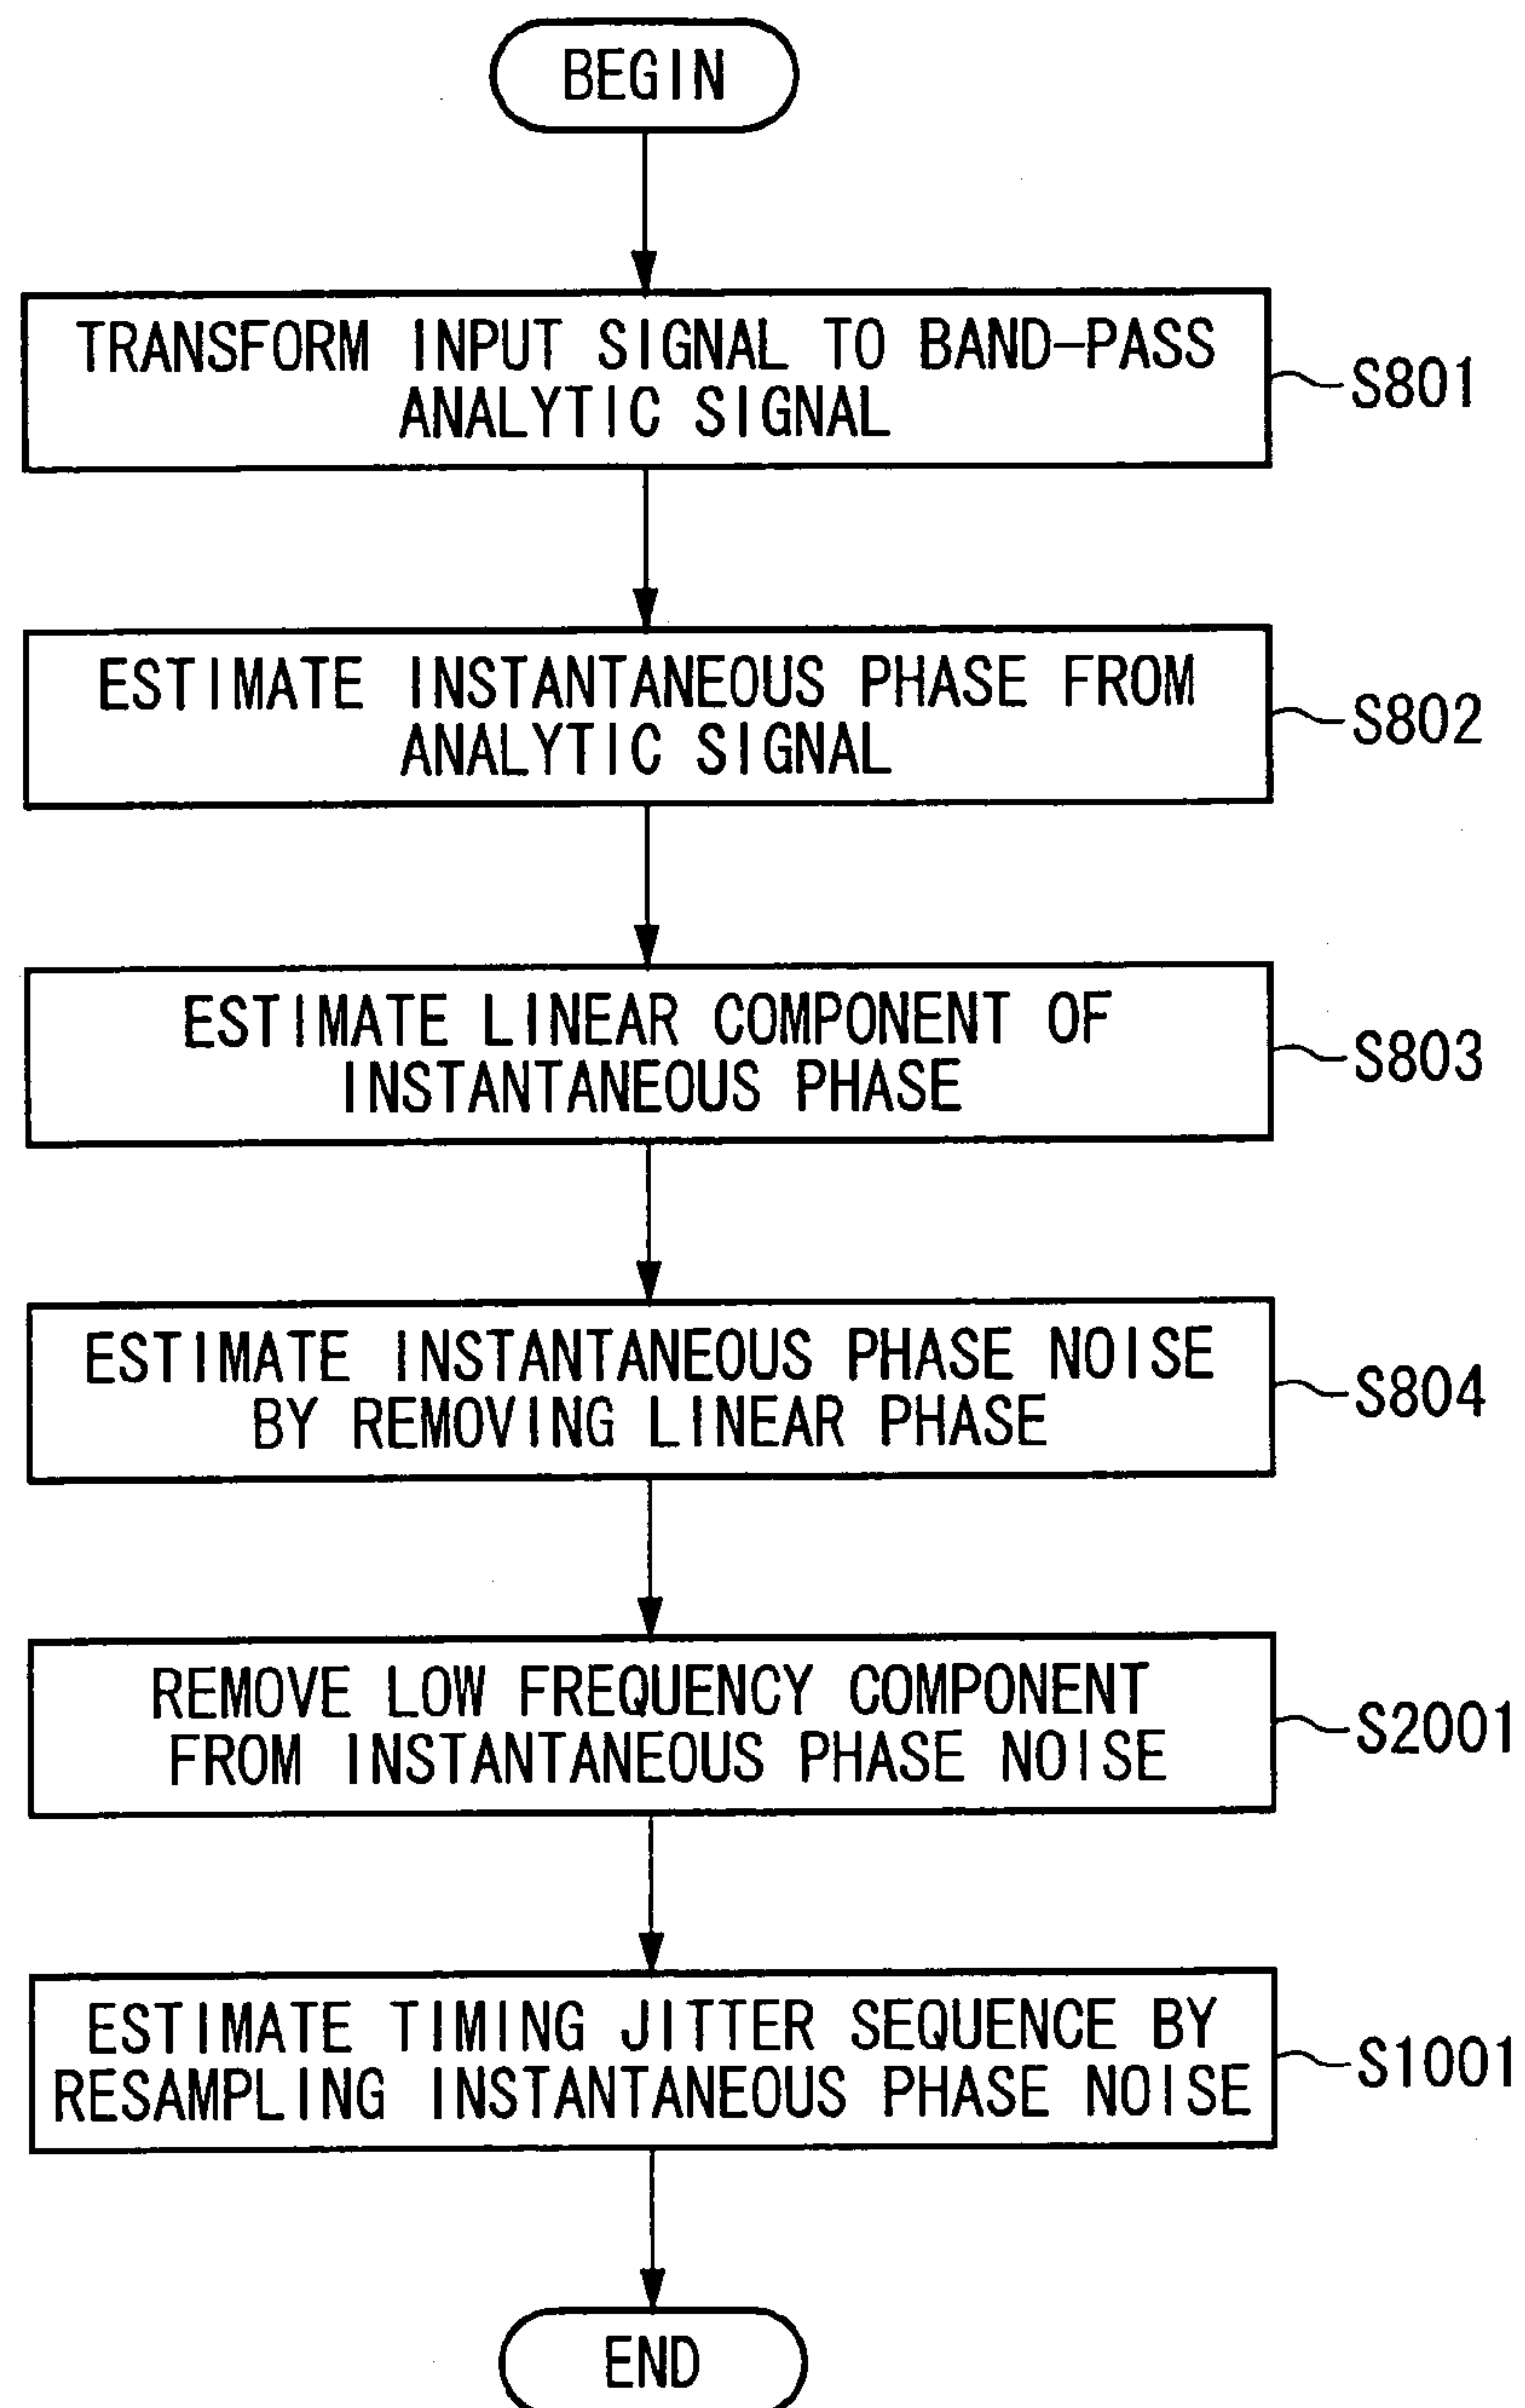 BEGIN
TRANSFORM INPUT SIGNAL TO BAND-PASS
ANALYTIC SIGNAL
S801
ESTIMATE INSTANTANEOUS PHASE FROM
ANALYTIC SIGNAL
S802
ESTIMATE LINEAR COMPONENT OF
INSTANTANEOUS PHASE
S803
ESTIMATE INSTANTANEOUS PHASE NOISE
BY REMOVING LINEAR PHASE
S804
REMOVE LOW FREQUENCY COMPONENT
FROM INSTANTANEOUS PHASE NOISE
S2001
ESTIMATE TIMING JITTER SEQUENCE BY
RESAMPLING INSTANTANEOUS PHASE NOISE
S1001
END